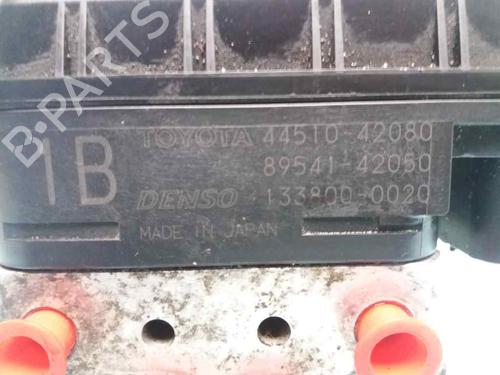 B-Parts
1B
TOYOTA 44510-42080
89541-42050
DENSO 133800-0020
MADE IN JAPAN